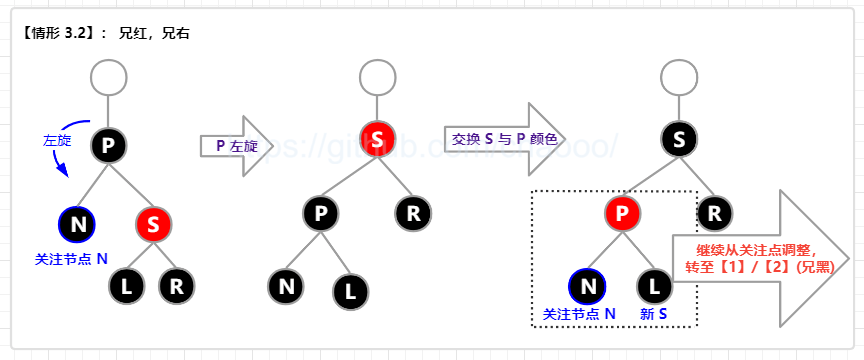 【情形 3.2】： 兄红，兄右
左旋
P
N
S
关注节点 N
L
R
P 左旋
S
P
R
N
L
交换 S 与 P 颜色
S
P
R
N
L
关注节点 N
新 S
继续从关注点调整，
转至【1】/【2】(兄黑)